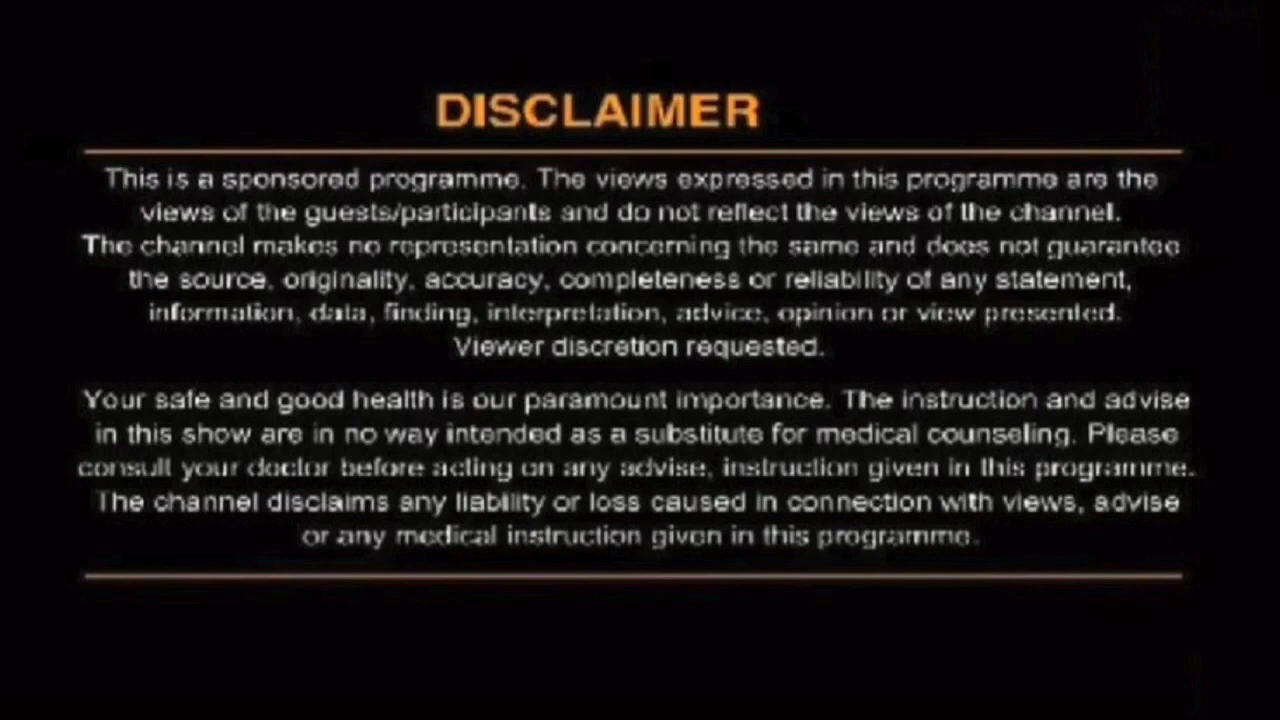 DISCLAIMER
This is a sponsored programme. The views expressed in this programme are the
views of the guests/participants and do not reflect the views of the channel.
The channel makes no representation concerning the same and does not guarantee
the source, originality, accuracy, completeness or reliability of any statement,
information, data, finding, interpretation, advice, opinion or view presented.
Viewer discretion requested.
Your safe and good health is our paramount importance. The instruction and advise
in this show are in no way intended as a substitute for medical counseling. Please
consult your doctor before acting on any advise, instruction given in this programme.
The channel disclaims any liability or loss caused in connection with views, advise
or any medical instruction given in this programme.